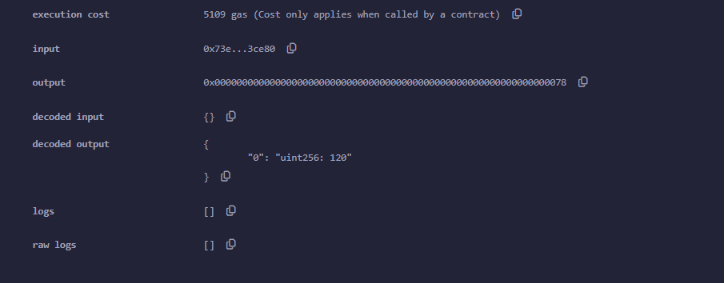 execution cost 5109 gas (Cost only applies when called by a contract)
input 0x73e...3ce80
output 0x0000000000000000000000000000000000000000000000000000000000000078
decoded input {}
decoded output {
"0": "uint256: 120"
}
logs []
raw logs []